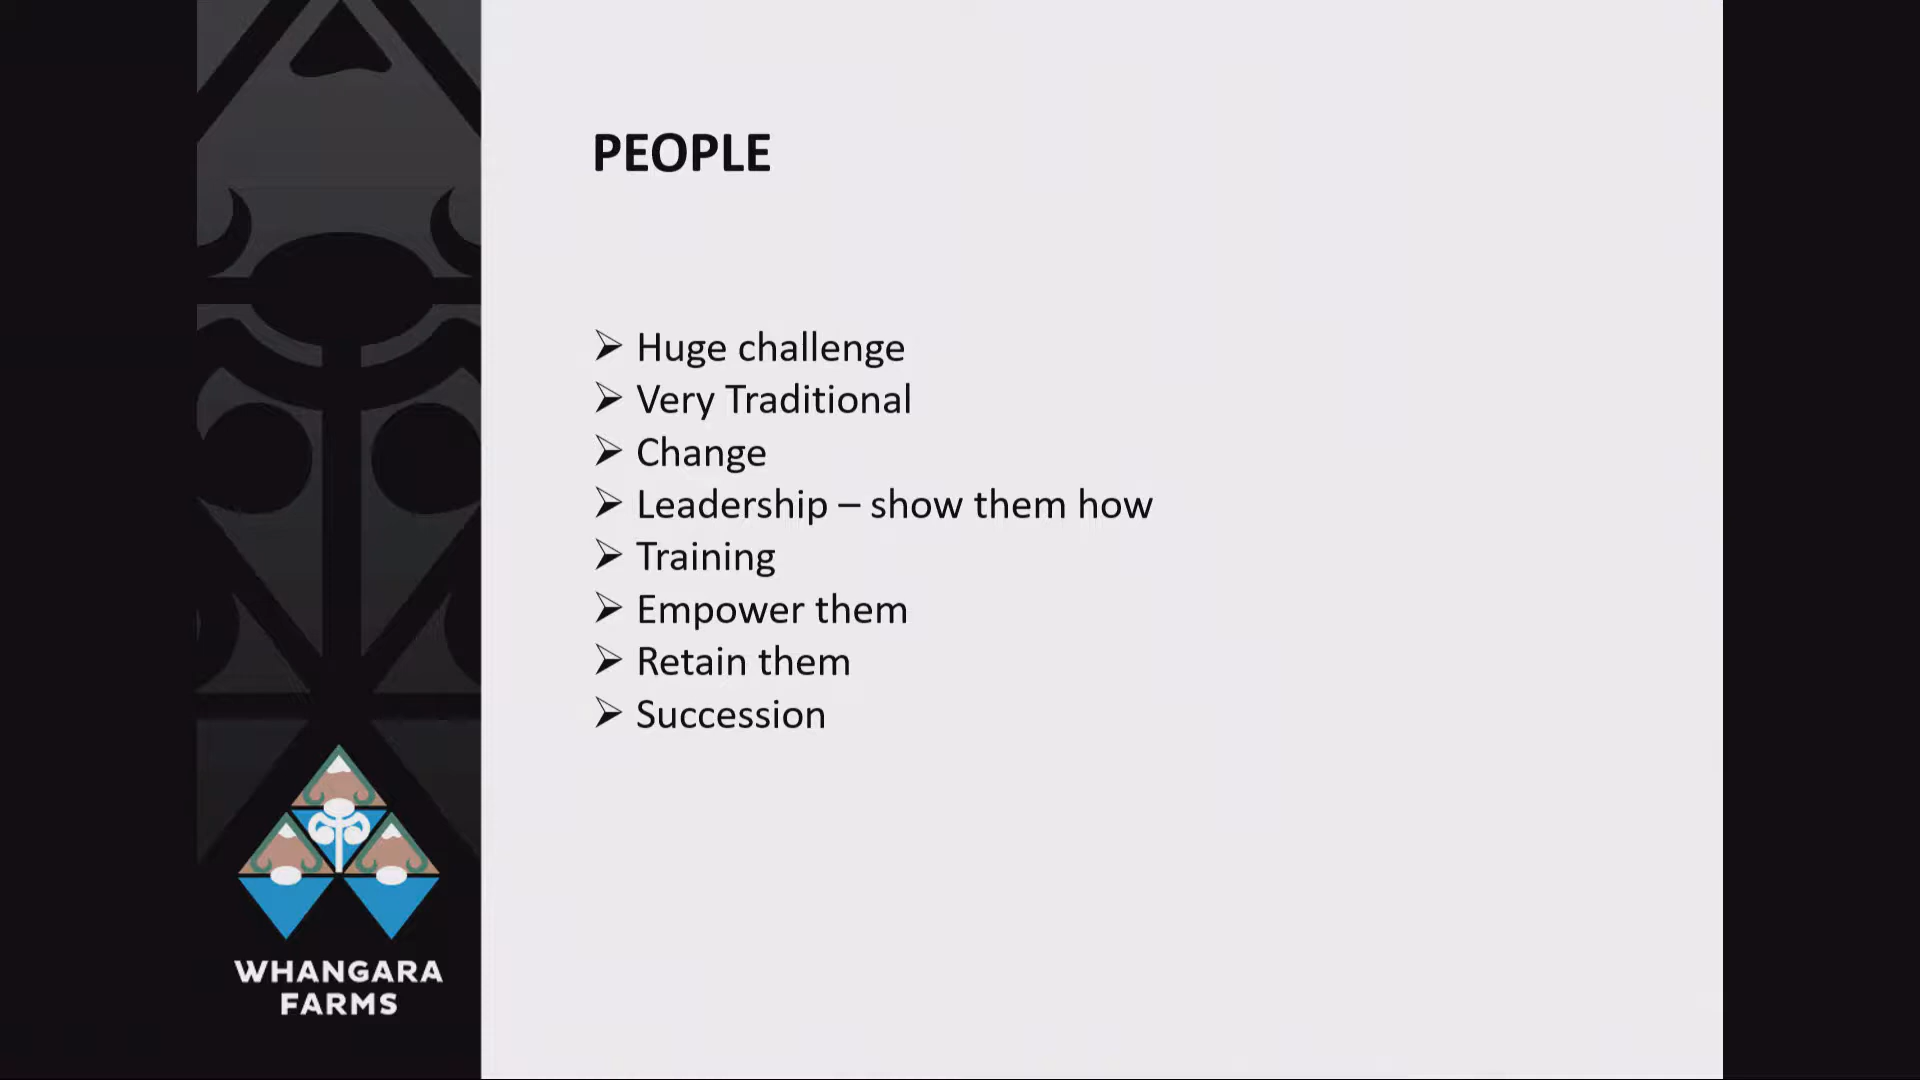 PEOPLE
➢ Huge challenge
➢ Very Traditional
➢ Change
➢ Leadership – show them how
➢ Training
➢ Empower them
➢ Retain them
➢ Succession
WHANGARA
FARMS